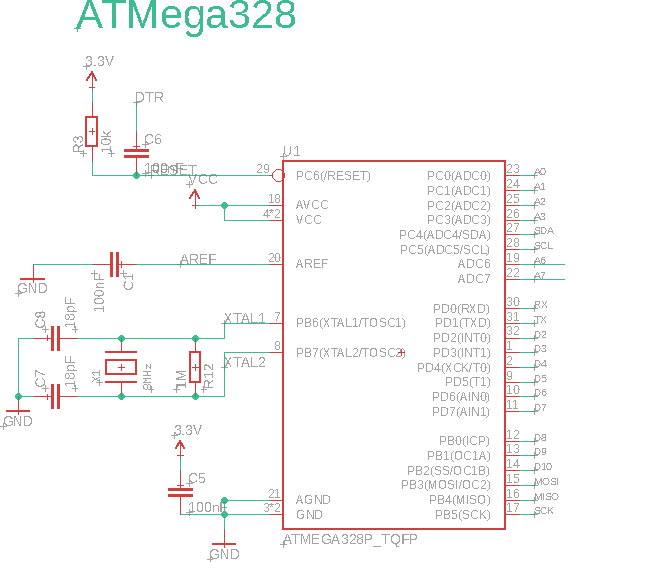 ATMega328
3.3V
DTR
R3
10k
C6
100nF
RESET
VCC
AREF
C1
100nF
GND
XTAL1
XTAL2
C8
18pF
C7
18pF
X1
8MHz
1M
R12
GND
3.3V
C5
100nF
GND
U1
29 PC6(/RESET)
18 AVCC
4*2 VCC
20 AREF
7 PB6(XTAL1/TOSC1)
8 PB7(XTAL2/TOSC2)
21 AGND
3*2 GND
PC0(ADC0) 23 A0
PC1(ADC1) 24 A1
PC2(ADC2) 25 A2
PC3(ADC3) 26 A3
PC4(ADC4/SDA) 27 SDA
PC5(ADC5/SCL) 28 SCL
ADC6 19 A6
ADC7 22 A7
PD0(RXD) 30 RX
PD1(TXD) 31 TX
PD2(INT0) 32 D2
PD3(INT1) 1 D3
PD4(XCK/T0) 2 D4
PD5(T1) 9 D5
PD6(AIN0) 10 D6
PD7(AIN1) 11 D7
PB0(ICP) 12 D8
PB1(OC1A) 13 D9
PB2(SS/OC1B) 14 D10
PB3(MOSI/OC2) 15 MOSI
PB4(MISO) 16 MISO
PB5(SCK) 17 SCK
ATMEGA328P_TQFP